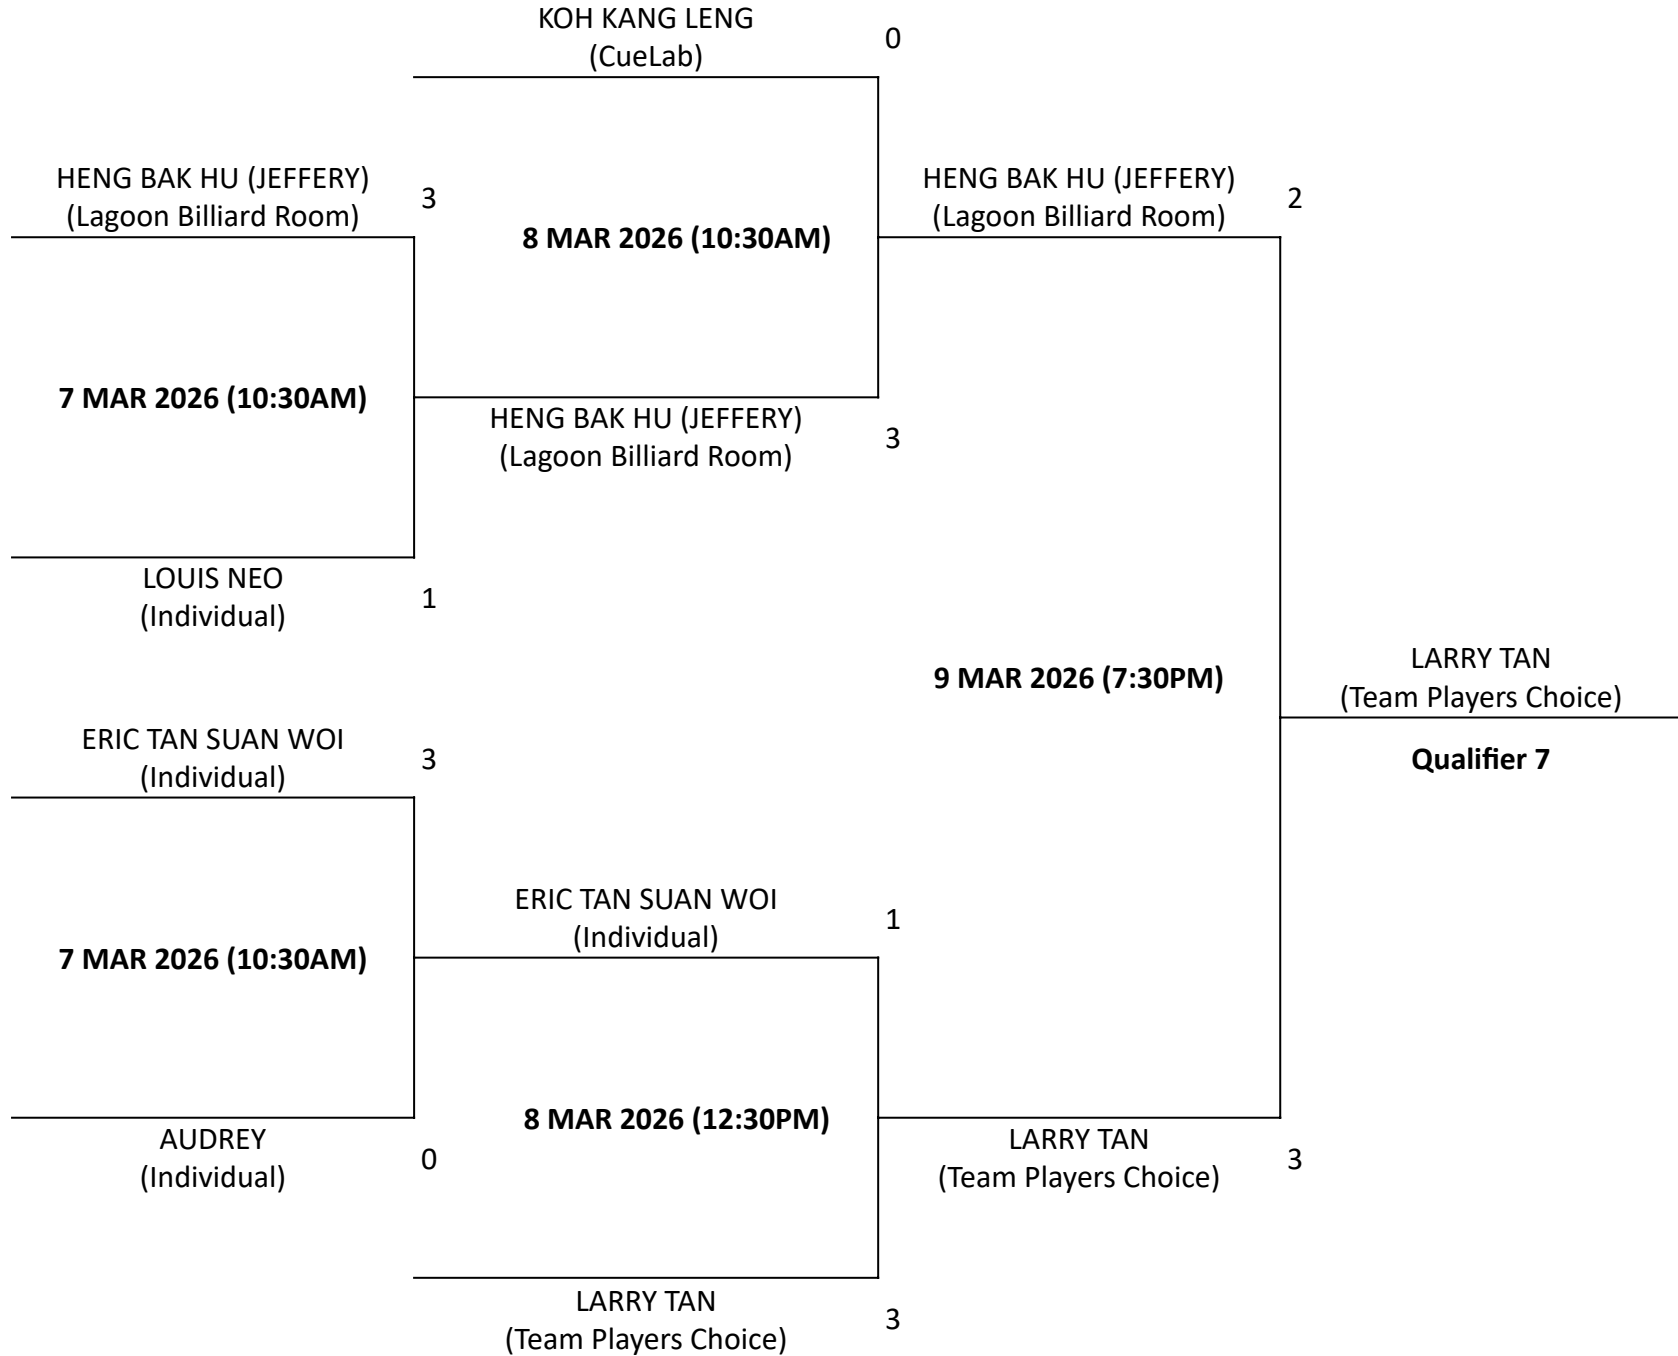 KOH KANG LENG
(CueLab)
0
HENG BAK HU (JEFFERY)
(Lagoon Billiard Room)
3
8 MAR 2026 (10:30AM)
HENG BAK HU (JEFFERY)
(Lagoon Billiard Room)
2
7 MAR 2026 (10:30AM)
HENG BAK HU (JEFFERY)
(Lagoon Billiard Room)
3
LOUIS NEO
(Individual)
1
9 MAR 2026 (7:30PM)
LARRY TAN
(Team Players Choice)
Qualifier 7
ERIC TAN SUAN WOI
(Individual)
3
7 MAR 2026 (10:30AM)
ERIC TAN SUAN WOI
(Individual)
1
AUDREY
(Individual)
0
8 MAR 2026 (12:30PM)
LARRY TAN
(Team Players Choice)
3
LARRY TAN
(Team Players Choice)
3